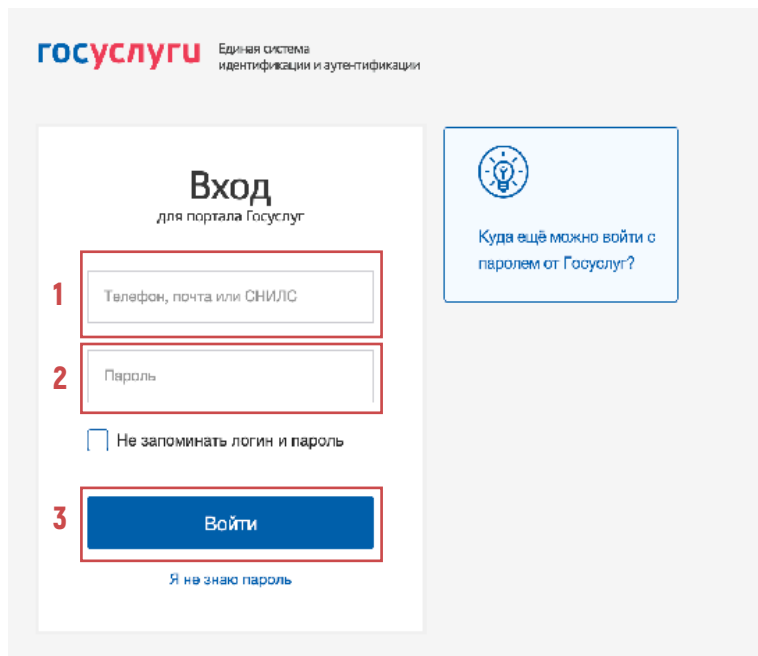 госуслуги
Единая система
идентификации и аутентификации
Вход
для портала Госуслуг
1
Телефон, почта или СНИЛС
2
Пароль
Не запоминать логин и пароль
3
Войти
Я не знаю пароль
Куда ещё можно войти с
паролем от Госуслуг?